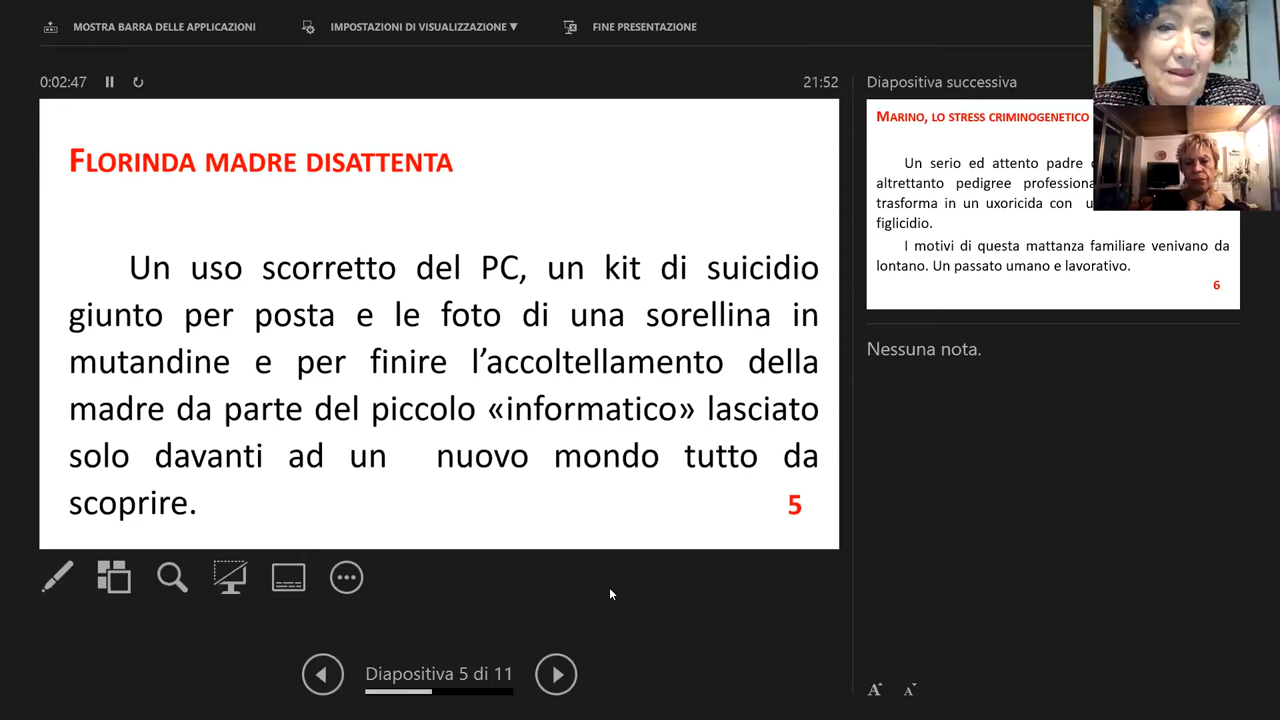 MOSTRA BARRA DELLE APPLICAZIONI
IMPOSTAZIONI DI VISUALIZZAZIONE ▼
FINE PRESENTAZIONE
0:02:47
21:52
FLORINDA MADRE DISATTENTA
Un uso scorretto del PC, un kit di suicidio
giunto per posta e le foto di una sorellina in
mutandine e per finire l’accoltellamento della
madre da parte del piccolo «informatico» lasciato
solo davanti ad un nuovo mondo tutto da
scoprire.
5
Diapositiva 5 di 11
Diapositiva successiva
MARINO, LO STRESS CRIMINOGENETICO
Un serio ed attento padre
altrettanto pedigree
trasforma in un uxoricida con
figlicidio.
I motivi di questa mattanza familiare venivano da
lontano. Un passato umano e lavorativo.
6
Nessuna nota.
A A